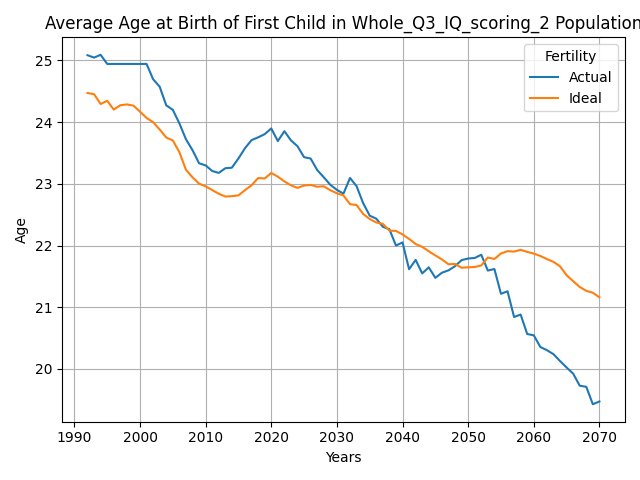 Average Age at Birth of First Child in Whole_Q3_IQ_scoring_2 Population
Fertility
Actual
Ideal
Age
25
24
23
22
21
20
1990 2000 2010 2020 2030 2040 2050 2060 2070
Years